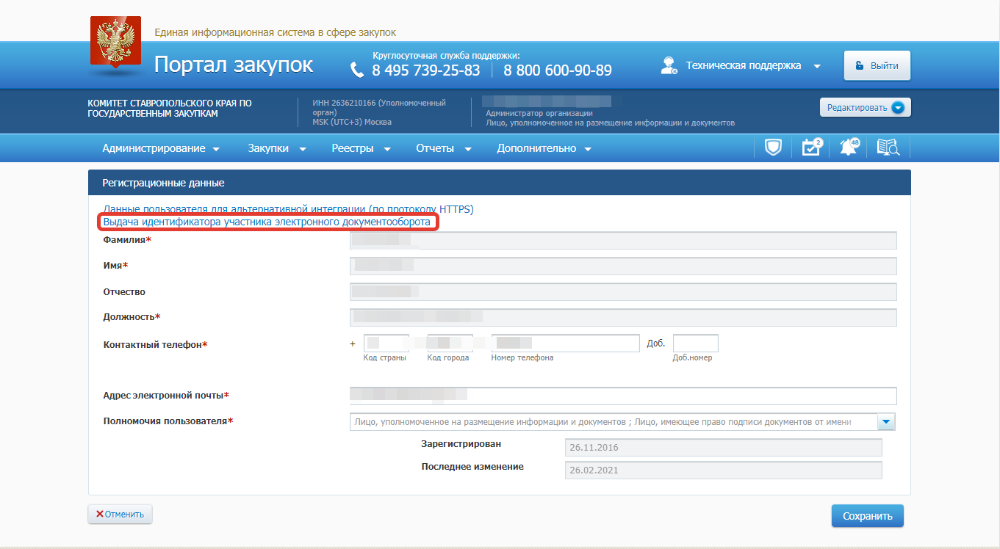 Единая информационная система в сфере закупок
Портал закупок
Круглосуточная служба поддержки:
8 495 739-25-83 8 800 600-90-89
Техническая поддержка
Выйти
КОМИТЕТ СТАВРОПОЛЬСКОГО КРАЯ ПО
ГОСУДАРСТВЕННЫМ ЗАКУПКАМ
ИНН 2636210166 (Уполномоченный
орган)
MSK (UTC+3) Москва
Администратор организации
Лицо, уполномоченное на размещение информации и документов
Редактировать
Администрирование Закупки Реестры Отчеты Дополнительно
2 48
Регистрационные данные
Данные пользователя для альтернативной интеграции (по протоколу HTTPS)
Выдача идентификатора участника электронного документооборота
Фамилия*
Имя*
Отчество
Должность*
Контактный телефон* + Доб.
Код страны Код города Номер телефона Доб.номер
Адрес электронной почты*
Полномочия пользователя* Лицо, уполномоченное на размещение информации и документов ; Лицо, имеющее право подписи документов от имени
Зарегистрирован 26.11.2016
Последнее изменение 26.02.2021
Отменить Сохранить